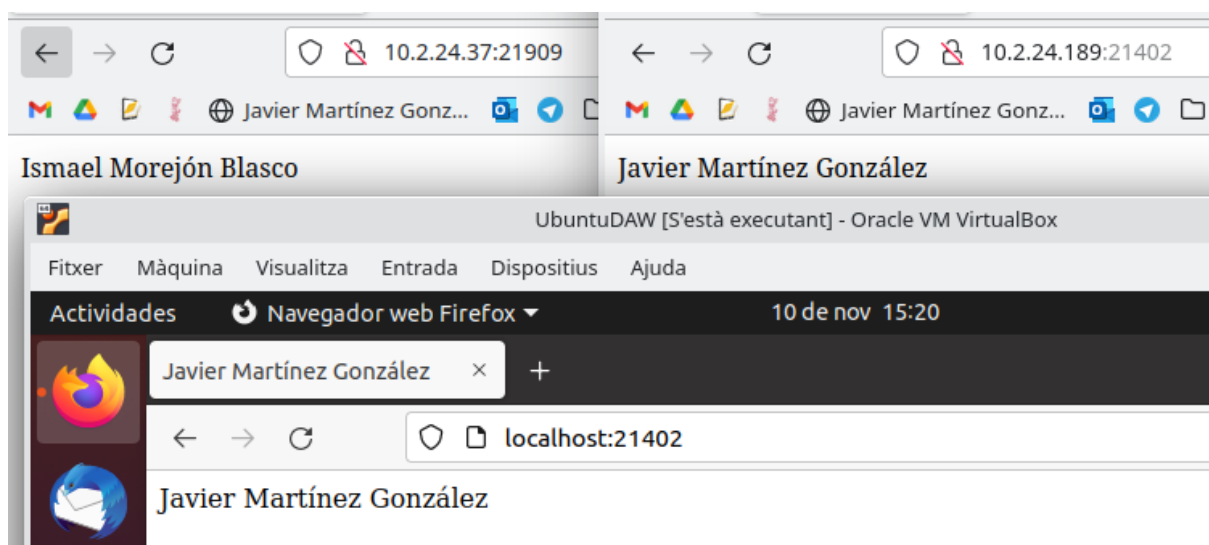 10.2.24.37:21909
10.2.24.189:21402
Javier Martínez Gonz...
Javier Martínez Gonz...
Ismael Morejón Blasco
Javier Martínez González
UbuntuDAW [S'està executant] - Oracle VM VirtualBox
Fitxer Màquina Visualitza Entrada Dispositius Ajuda
Actividades Navegador web Firefox 10 de nov 15:20
Javier Martínez González
localhost:21402
Javier Martínez González